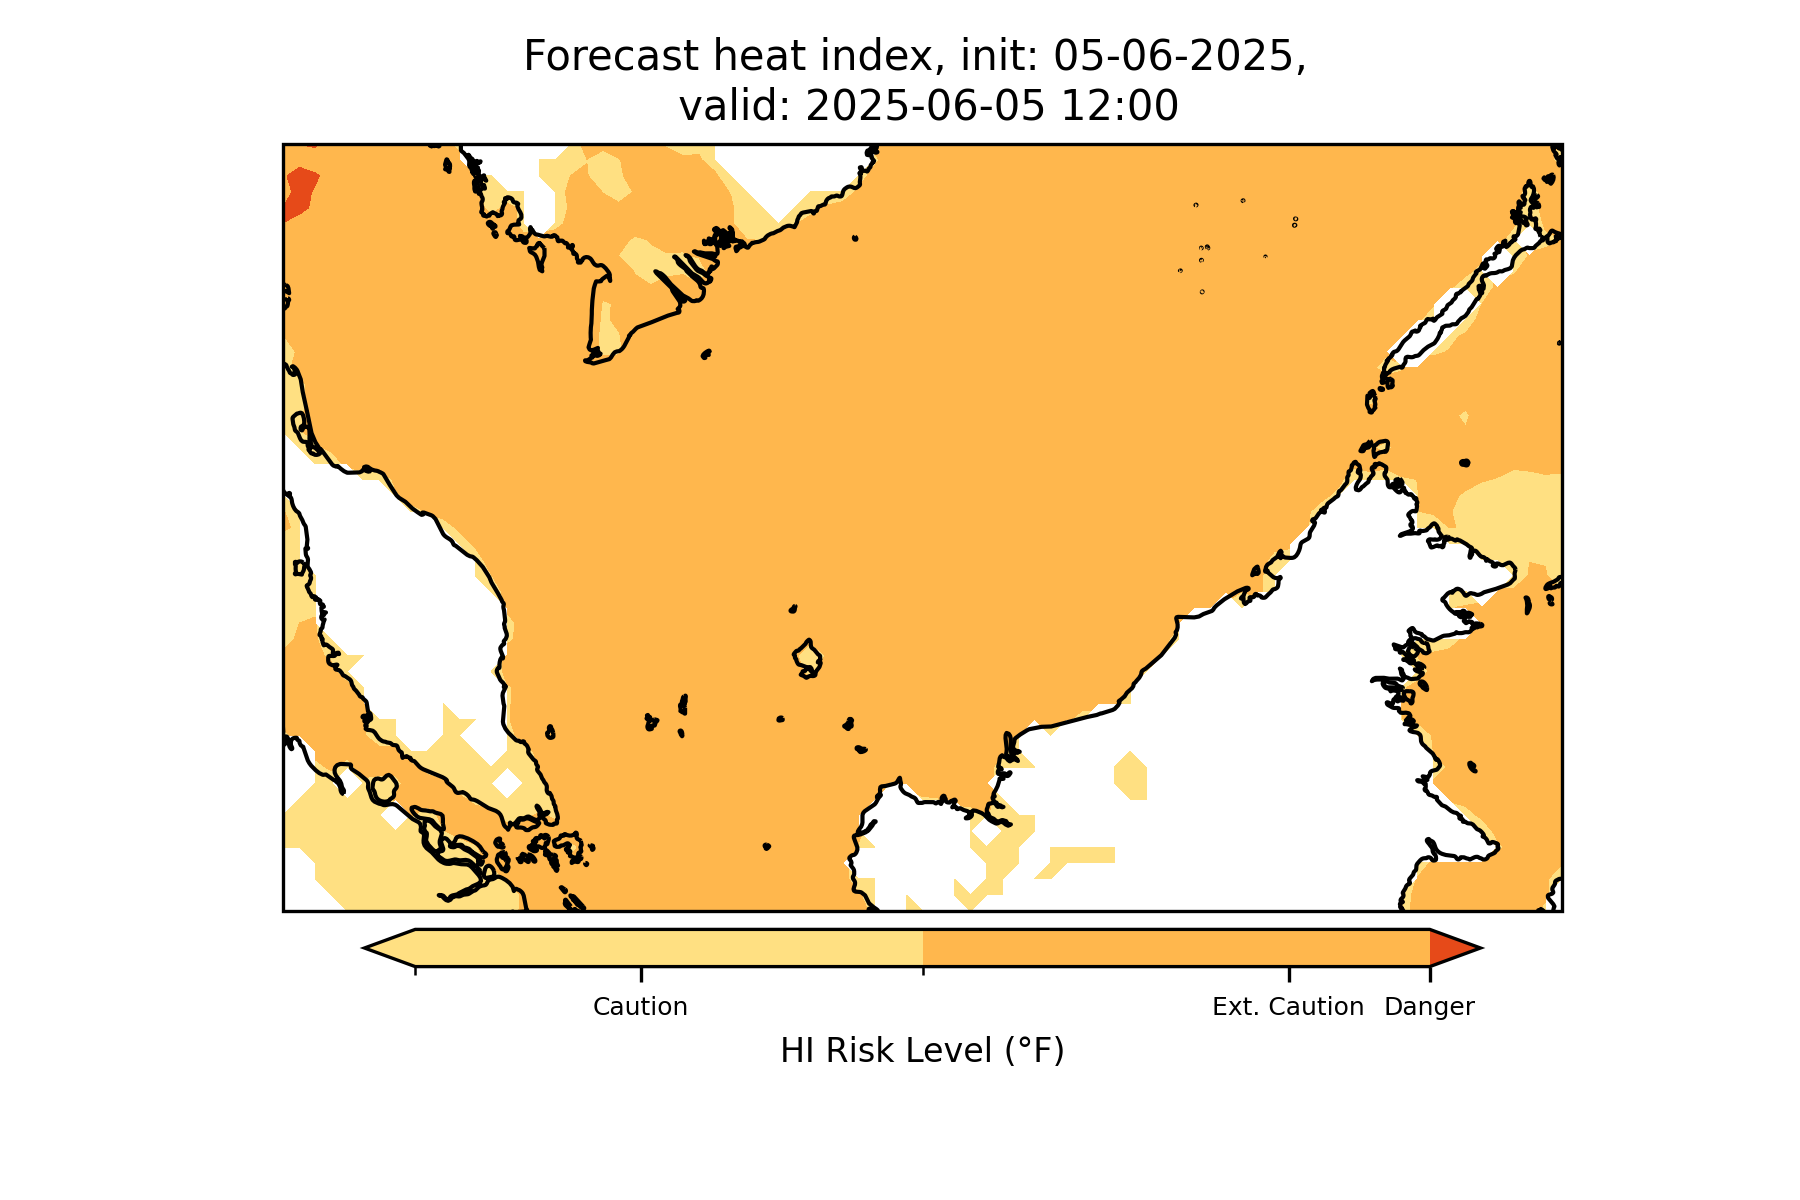 Forecast heat index, init: 05-06-2025,
valid: 2025-06-05 12:00
Caution
Ext. Caution
Danger
HI Risk Level (°F)